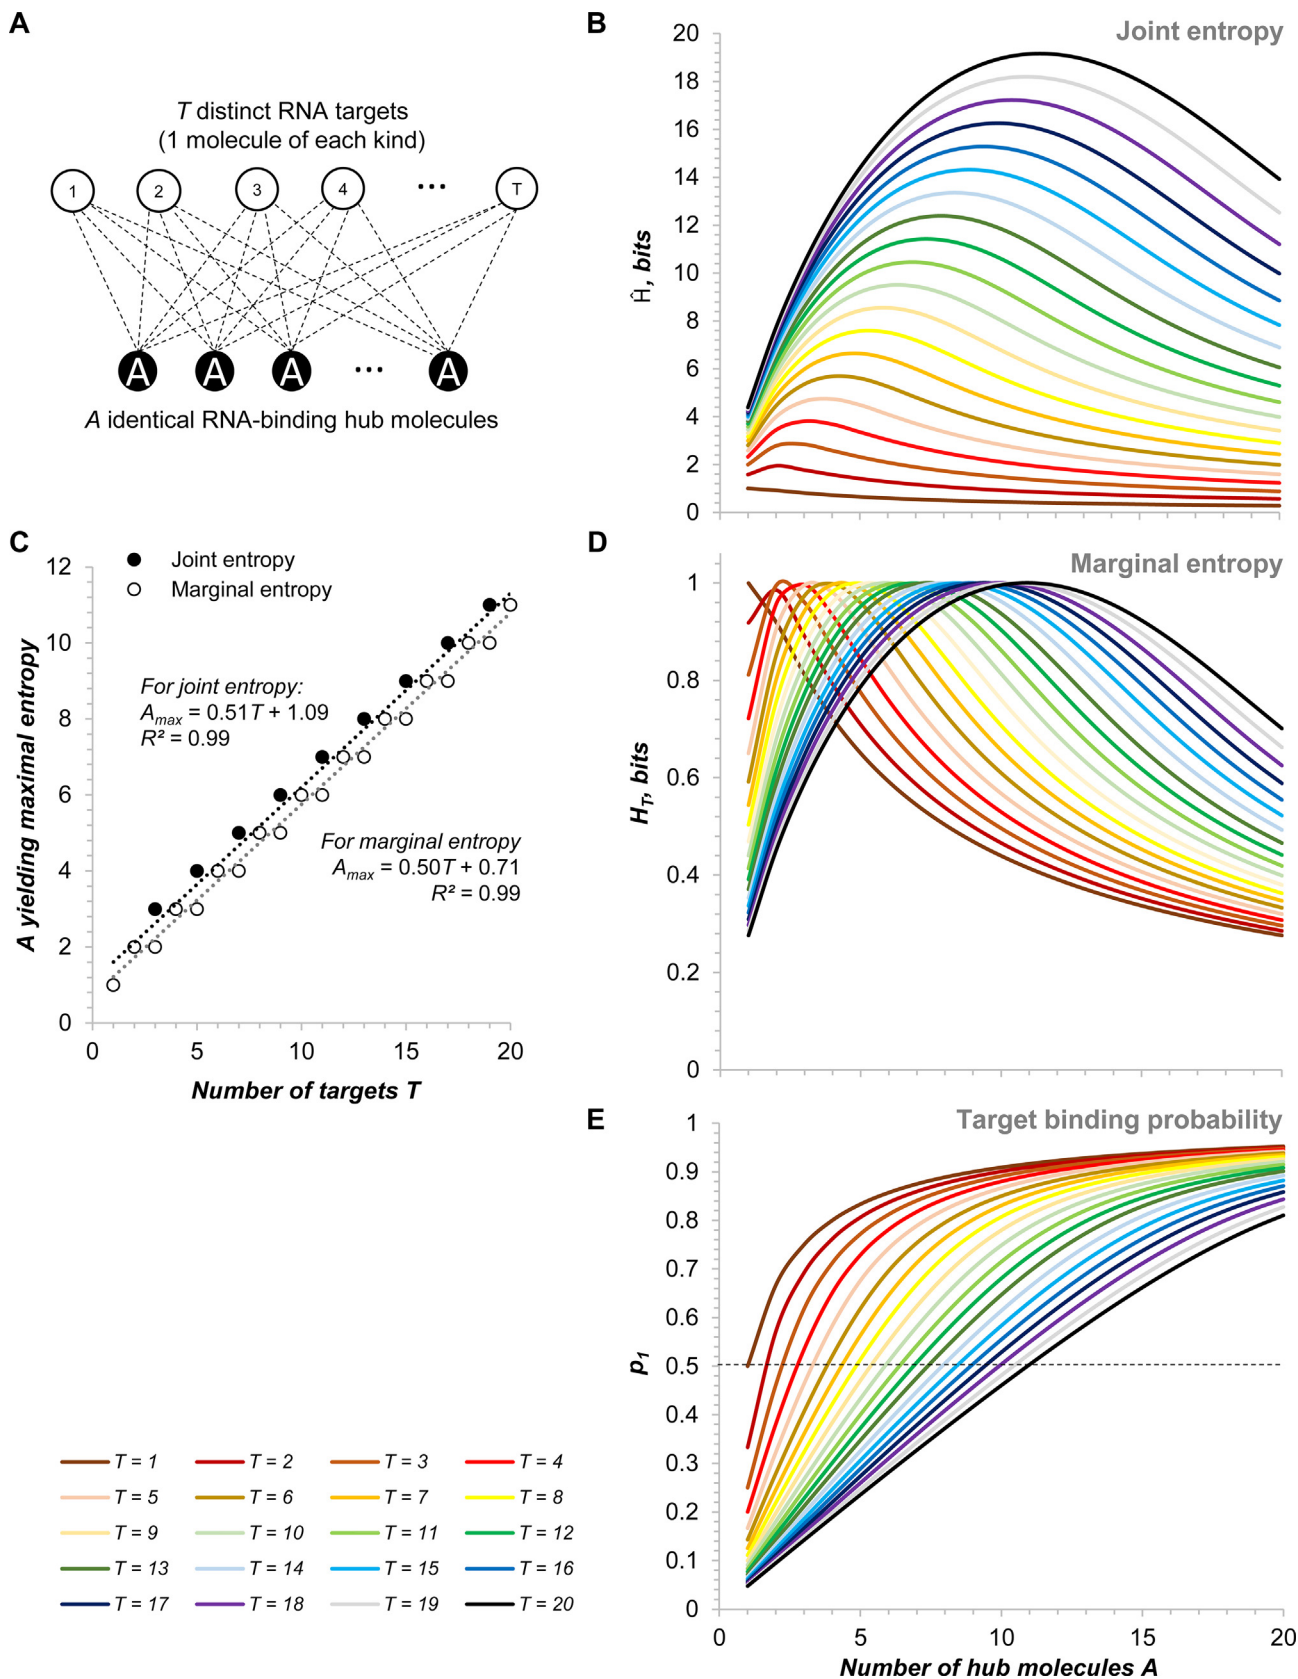 A
T distinct RNA targets
(1 molecule of each kind)
1 2 3 4 ... T
A A A ... A
A identical RNA-binding hub molecules
B
Joint entropy
20
18
16
14
12
10
8
6
4
2
0
Ĥ, bits
C
Joint entropy
Marginal entropy
12
10
8
6
4
2
0
A yielding maximal entropy
For joint entropy:
Amax = 0.51T + 1.09
R² = 0.99
For marginal entropy
Amax = 0.50T + 0.71
R² = 0.99
0 5 10 15 20
Number of targets T
D
Marginal entropy
1
0.8
0.6
0.4
0.2
0
HT, bits
E
Target binding probability
1
0.9
0.8
0.7
0.6
0.5
0.4
0.3
0.2
0.1
0
p1
0 5 10 15 20
Number of hub molecules A
T = 1 T = 2 T = 3 T = 4
T = 5 T = 6 T = 7 T = 8
T = 9 T = 10 T = 11 T = 12
T = 13 T = 14 T = 15 T = 16
T = 17 T = 18 T = 19 T = 20